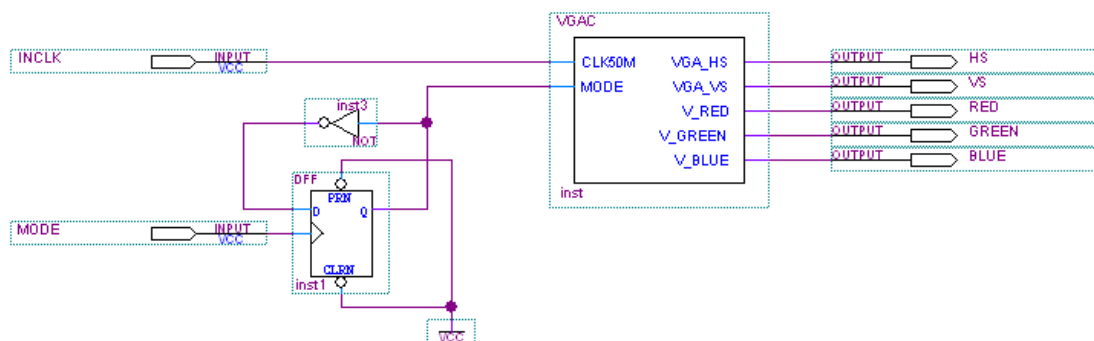 VGAC
INCLK
INPUT
VCC
CLK50M
VGA_HS
OUTPUT
HS
MODE
VGA_VS
OUTPUT
VS
V_RED
OUTPUT
RED
V_GREEN
OUTPUT
GREEN
V_BLUE
OUTPUT
BLUE
inst
inst3
NOT
DFF
PRN
D
Q
CLRN
inst1
MODE
INPUT
VCC
VCC